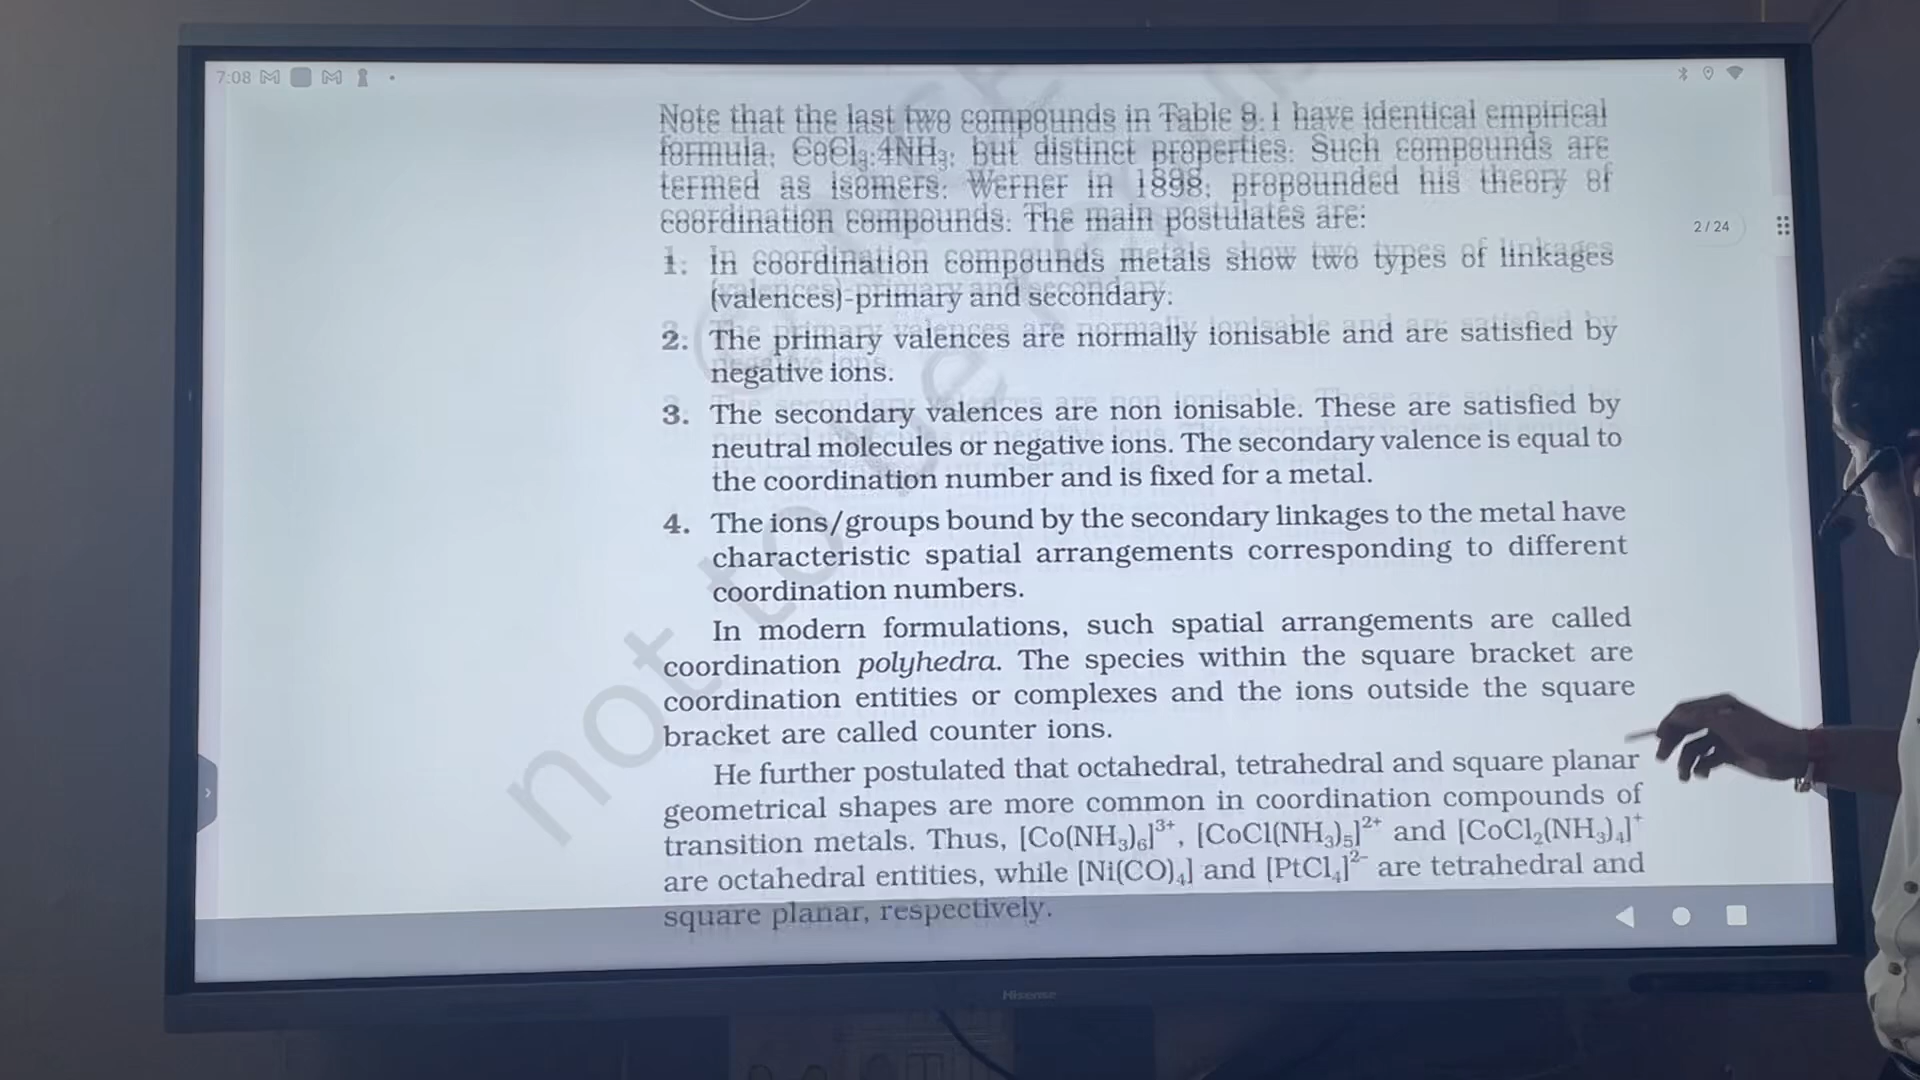 7:08
2/24
Note that the last two compounds in Table 9.1 have identical empirical
formula, CoCl₃.4NH₃, but distinct properties. Such compounds are
termed as isomers. Werner in 1898, propounded his theory of
coordination compounds. The main postulates are:
1. In coordination compounds metals show two types of linkages
(valences)-primary and secondary.
2. The primary valences are normally ionisable and are satisfied by
negative ions.
3. The secondary valences are non ionisable. These are satisfied by
neutral molecules or negative ions. The secondary valence is equal to
the coordination number and is fixed for a metal.
4. The ions/groups bound by the secondary linkages to the metal have
characteristic spatial arrangements corresponding to different
coordination numbers.
In modern formulations, such spatial arrangements are called
coordination polyhedra. The species within the square bracket are
coordination entities or complexes and the ions outside the square
bracket are called counter ions.
He further postulated that octahedral, tetrahedral and square planar
geometrical shapes are more common in coordination compounds of
transition metals. Thus, [Co(NH₃)₆]³⁺, [CoCl(NH₃)₅]²⁺ and [CoCl₂(NH₃)₄]⁺
are octahedral entities, while [Ni(CO)₄] and [PtCl₄]²⁻ are tetrahedral and
square planar, respectively.
not to be
Hisense